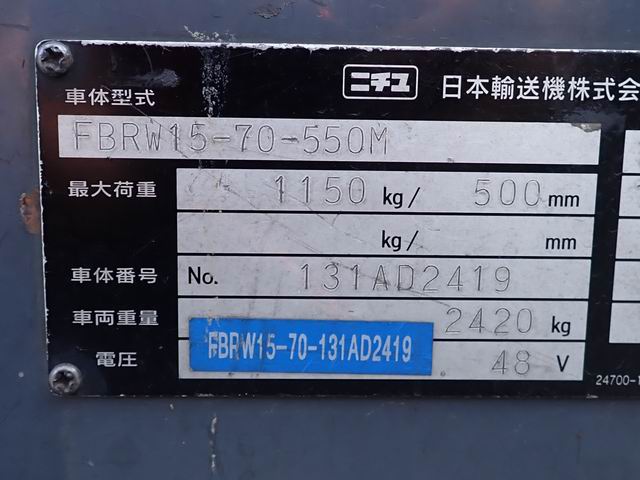 ニチユ 日本輸送機株式会
車体型式
FBRW15-70-550M
最大荷重 1150 kg/ 500 mm
kg/ mm
車体番号 No. 131AD2419
車両重量 2420 kg
FBRW15-70-131AD2419
電圧 48 V
24700-1